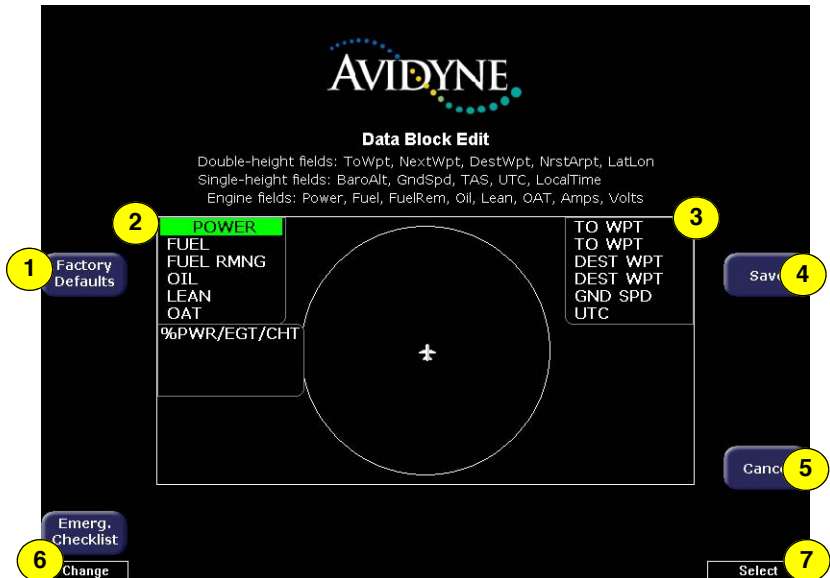 AVIDYNE
Data Block Edit
Double-height fields: ToWpt, NextWpt, DestWpt, NrstArpt, LatLon
Single-height fields: BaroAlt, GndSpd, TAS, UTC, LocalTime
Engine fields: Power, Fuel, FuelRem, Oil, Lean, OAT, Amps, Volts
2
POWER
FUEL
FUEL RMNG
OIL
LEAN
OAT
%PWR/EGT/CHT
3
TO WPT
TO WPT
DEST WPT
DEST WPT
GND SPD
UTC
1
Factory
Defaults
Save
4
Cance
5
Emerg.
Checklist
6
Change
Select
7